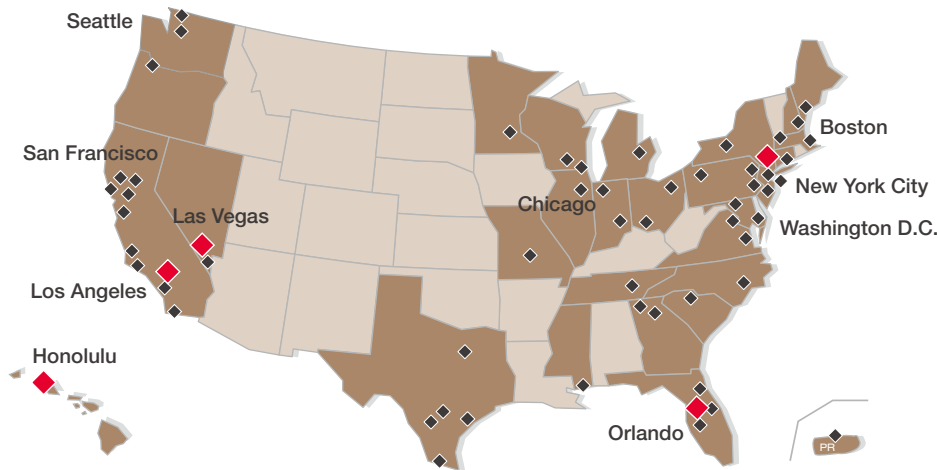 Seattle
Boston
San Francisco
New York City
Chicago
Las Vegas
Washington D.C.
Los Angeles
Honolulu
Orlando
PR